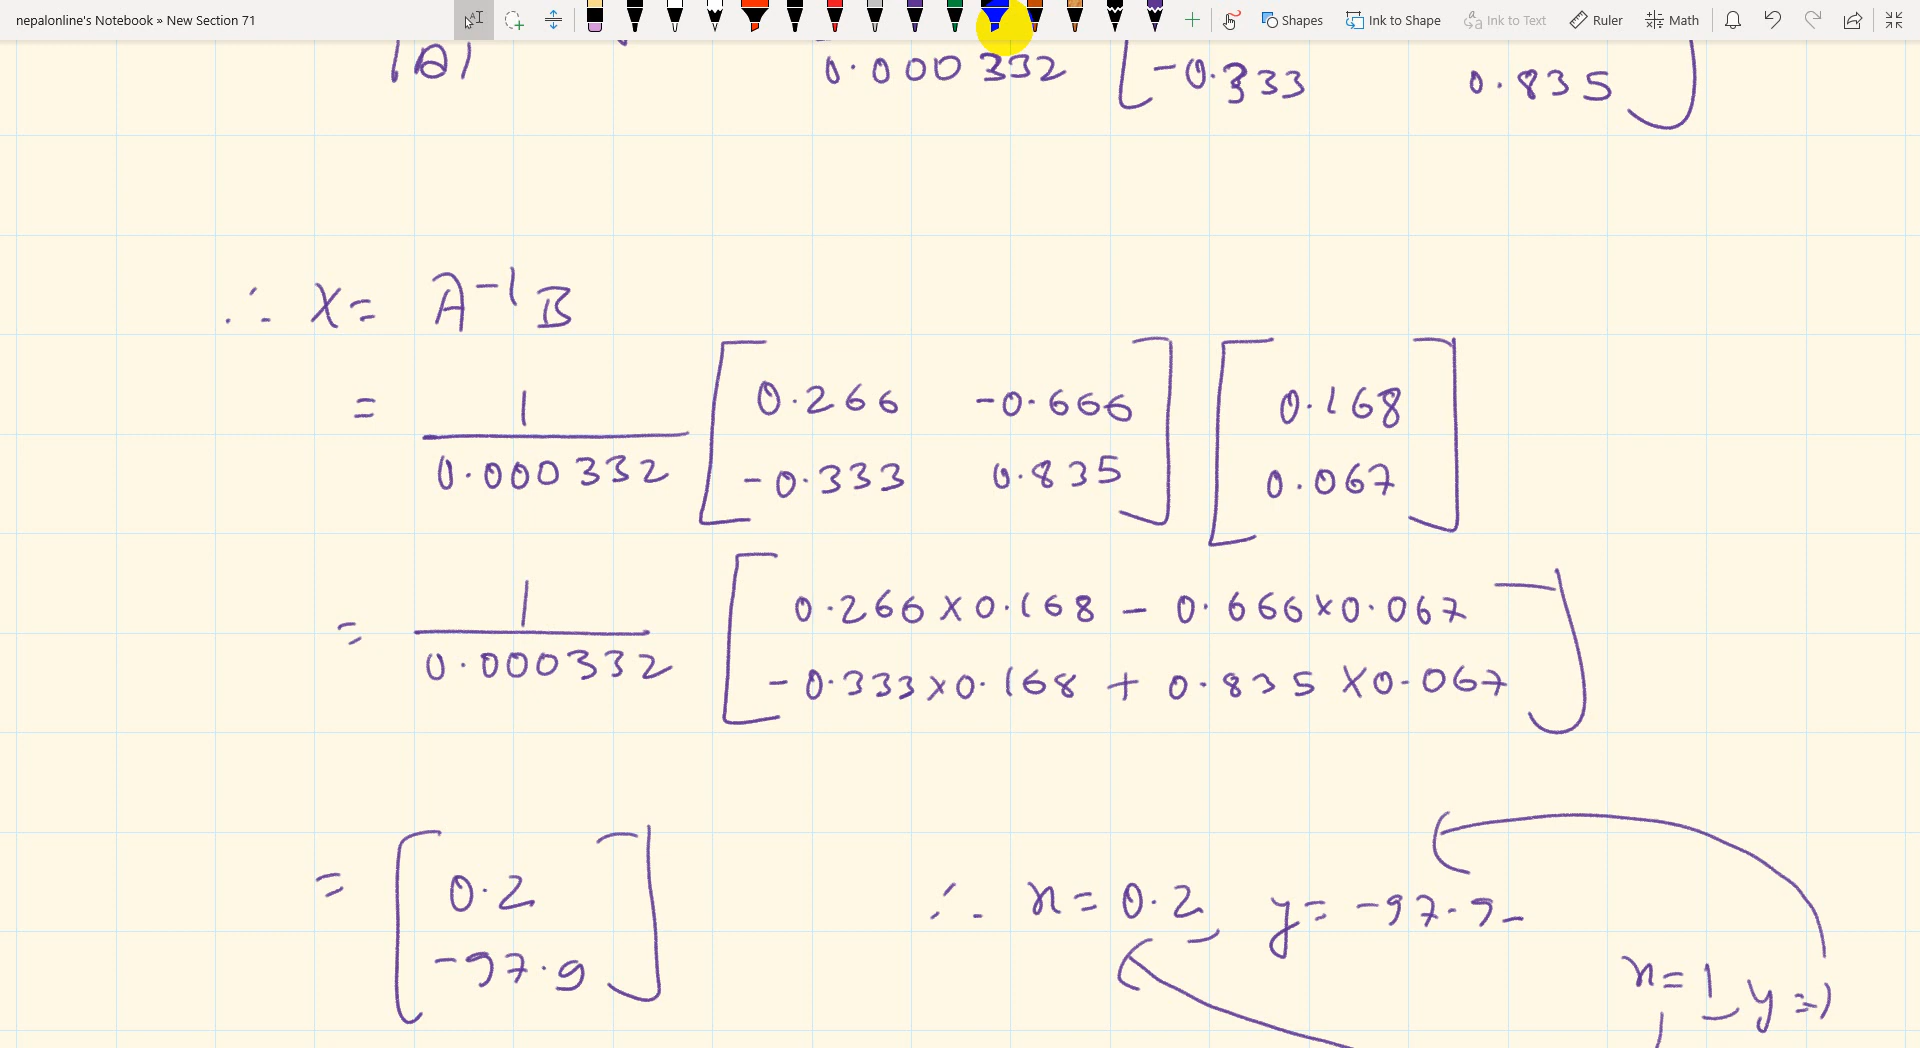 nepalonline's Notebook » New Section 71
Shapes Ink to Shape Ink to Text Ruler Math
|A| 0.000332 [-0.333 0.835]
∴ X = A⁻¹B
= 1/0.000332 [0.266 -0.666
-0.333 0.835] [0.168
0.067]
= 1/0.000332 [0.266×0.168 - 0.666×0.067
-0.333×0.168 + 0.835×0.067]
= [0.2
-97.9]
∴ x = 0.2, y = -97.9
x = 1, y = -1